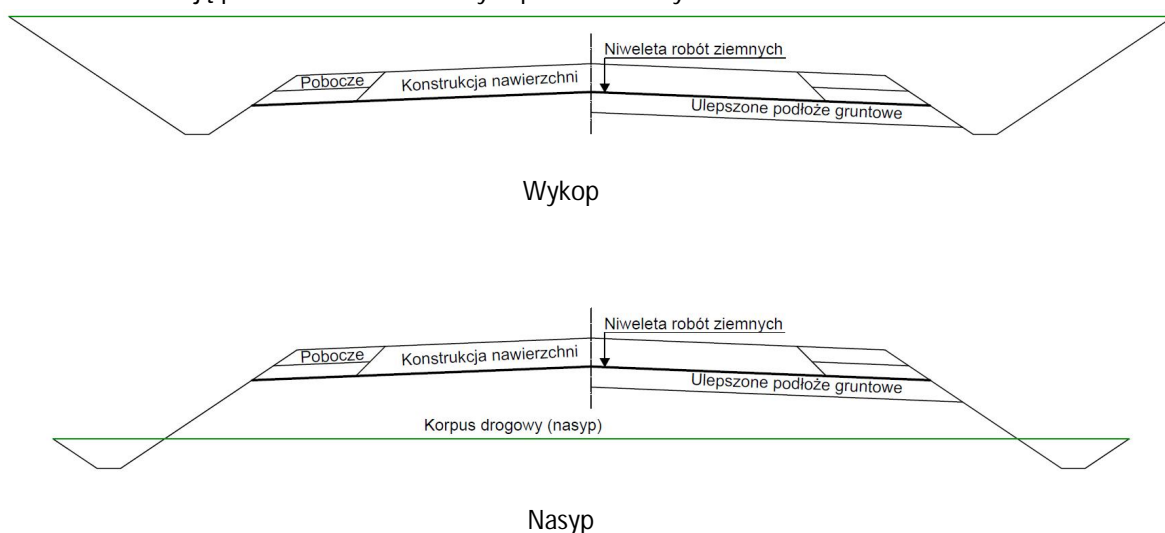 Niweleta robót ziemnych
Pobocze
Konstrukcja nawierzchni
Ulepszone podłoże gruntowe
Wykop
Niweleta robót ziemnych
Pobocze
Konstrukcja nawierzchni
Ulepszone podłoże gruntowe
Korpus drogowy (nasyp)
Nasyp